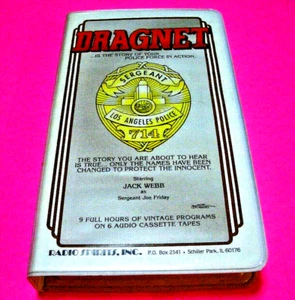 DRAGNET
...IS THE STORY OF YOUR
POLICE FORCE IN ACTION...
SERGEANT
LOS ANGELES POLICE
714
THE STORY YOU ARE ABOUT TO HEAR
IS TRUE... ONLY THE NAMES HAVE BEEN
CHANGED TO PROTECT THE INNOCENT.
Starring
JACK WEBB
as
Sergeant Joe Friday
9 FULL HOURS OF VINTAGE PROGRAMS
ON 6 AUDIO CASSETTE TAPES
RADIO SPIRITS, INC. P.O. Box 2141 • Schiller Park, IL 60176